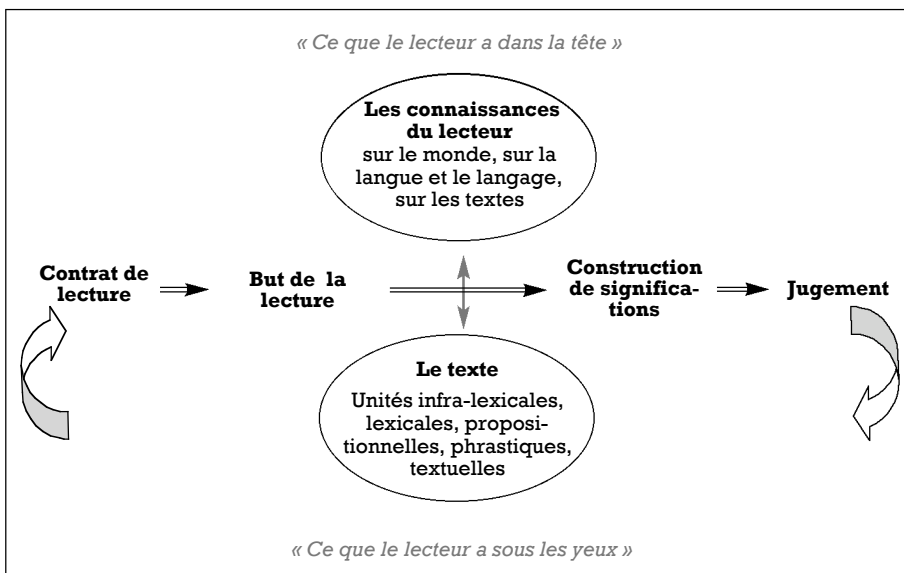 « Ce que le lecteur a dans la tête »
Les connaissances
du lecteur
sur le monde, sur la
langue et le langage,
sur les textes
Contrat de
lecture
But de la
lecture
Construction
de significa-
tions
Jugement
Le texte
Unités infra-lexicales,
lexicales, proposi-
tionnelles, phrastiques,
textuelles
« Ce que le lecteur a sous les yeux »